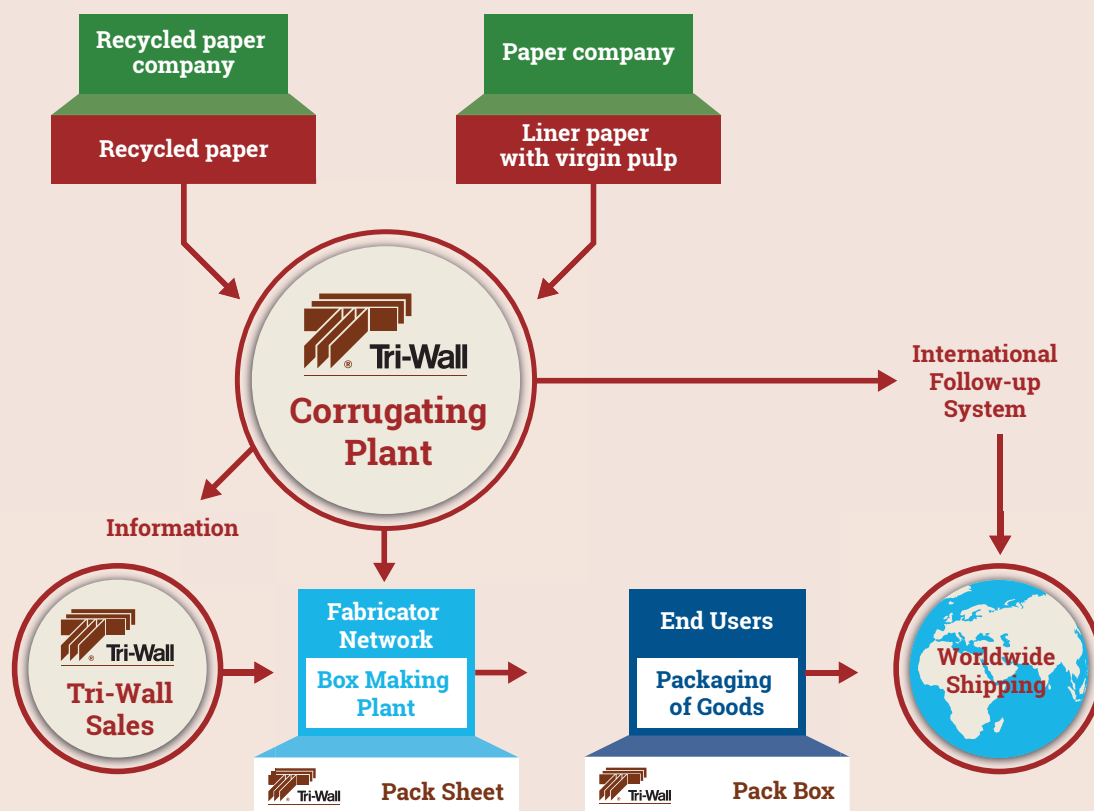 Recycled paper
company
Paper company
Recycled paper
Liner paper
with virgin pulp
Tri-Wall
®
Corrugating
Plant
International
Follow-up
System
Information
Tri-Wall
®
Tri-Wall
Sales
Fabricator
Network
Box Making
Plant
End Users
Packaging
of Goods
Worldwide
Shipping
® Tri-Wall
Pack Sheet
® Tri-Wall
Pack Box